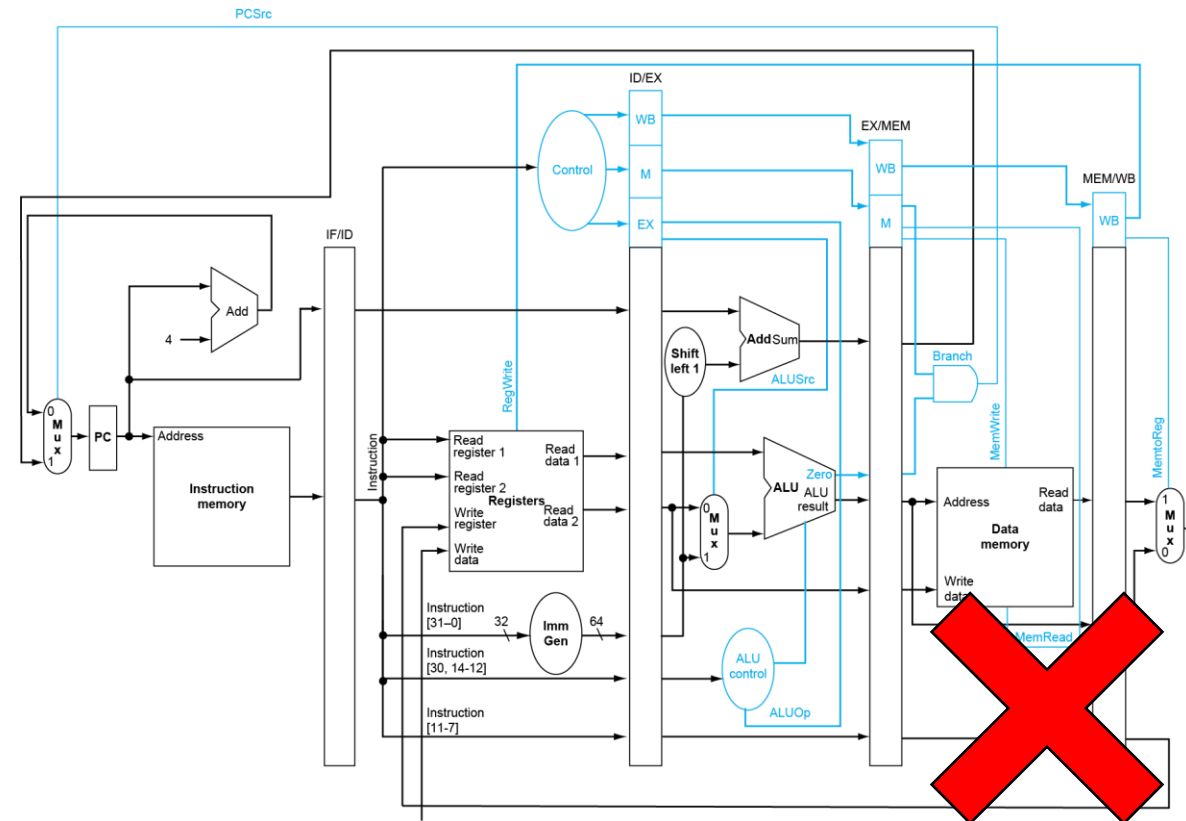 PCSrc
ID/EX
WB
EX/MEM
Control
M
WB
MEM/WB
EX
M
WB
IF/ID
Add
4
Add Sum
Shift
left 1
Branch
ALUSrc
RegWrite
MemWrite
MemtoReg
0
Mux
1
PC
Address
Instruction
memory
Instruction
Read
register 1
Read
data 1
Read
register 2
Registers
Write
register
Read
data 2
Write
data
0
Mux
1
Zero
ALU
ALU
result
Address
Read
data
Data
memory
Write
data
1
Mux
0
MemRead
Instruction
[31–0]
32
Imm
Gen
64
Instruction
[30, 14-12]
ALU
control
ALUOp
Instruction
[11-7]